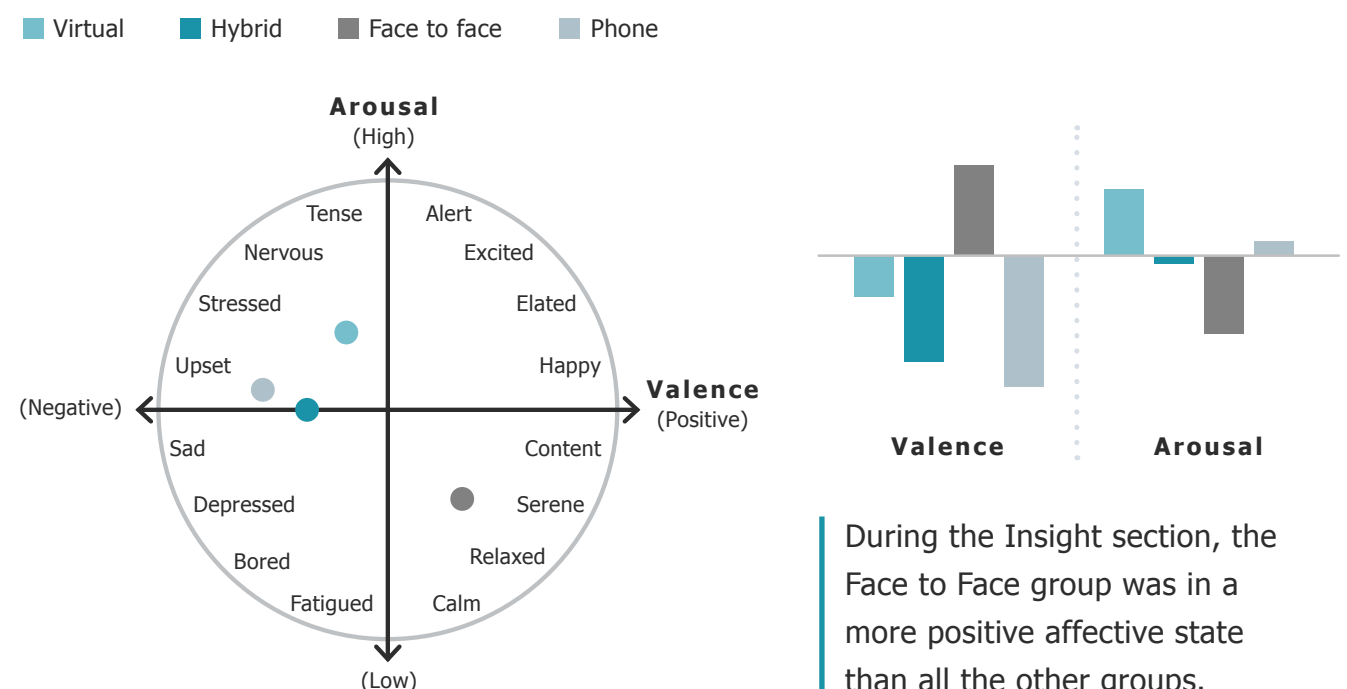 Virtual
Hybrid
Face to face
Phone
Arousal
(High)
Tense
Alert
Nervous
Excited
Stressed
Elated
Upset
Happy
(Negative)
Valence
(Positive)
Sad
Content
Depressed
Serene
Bored
Relaxed
Fatigued
Calm
(Low)
Valence
Arousal
During the Insight section, the
Face to Face group was in a
more positive affective state
than all the other groups.